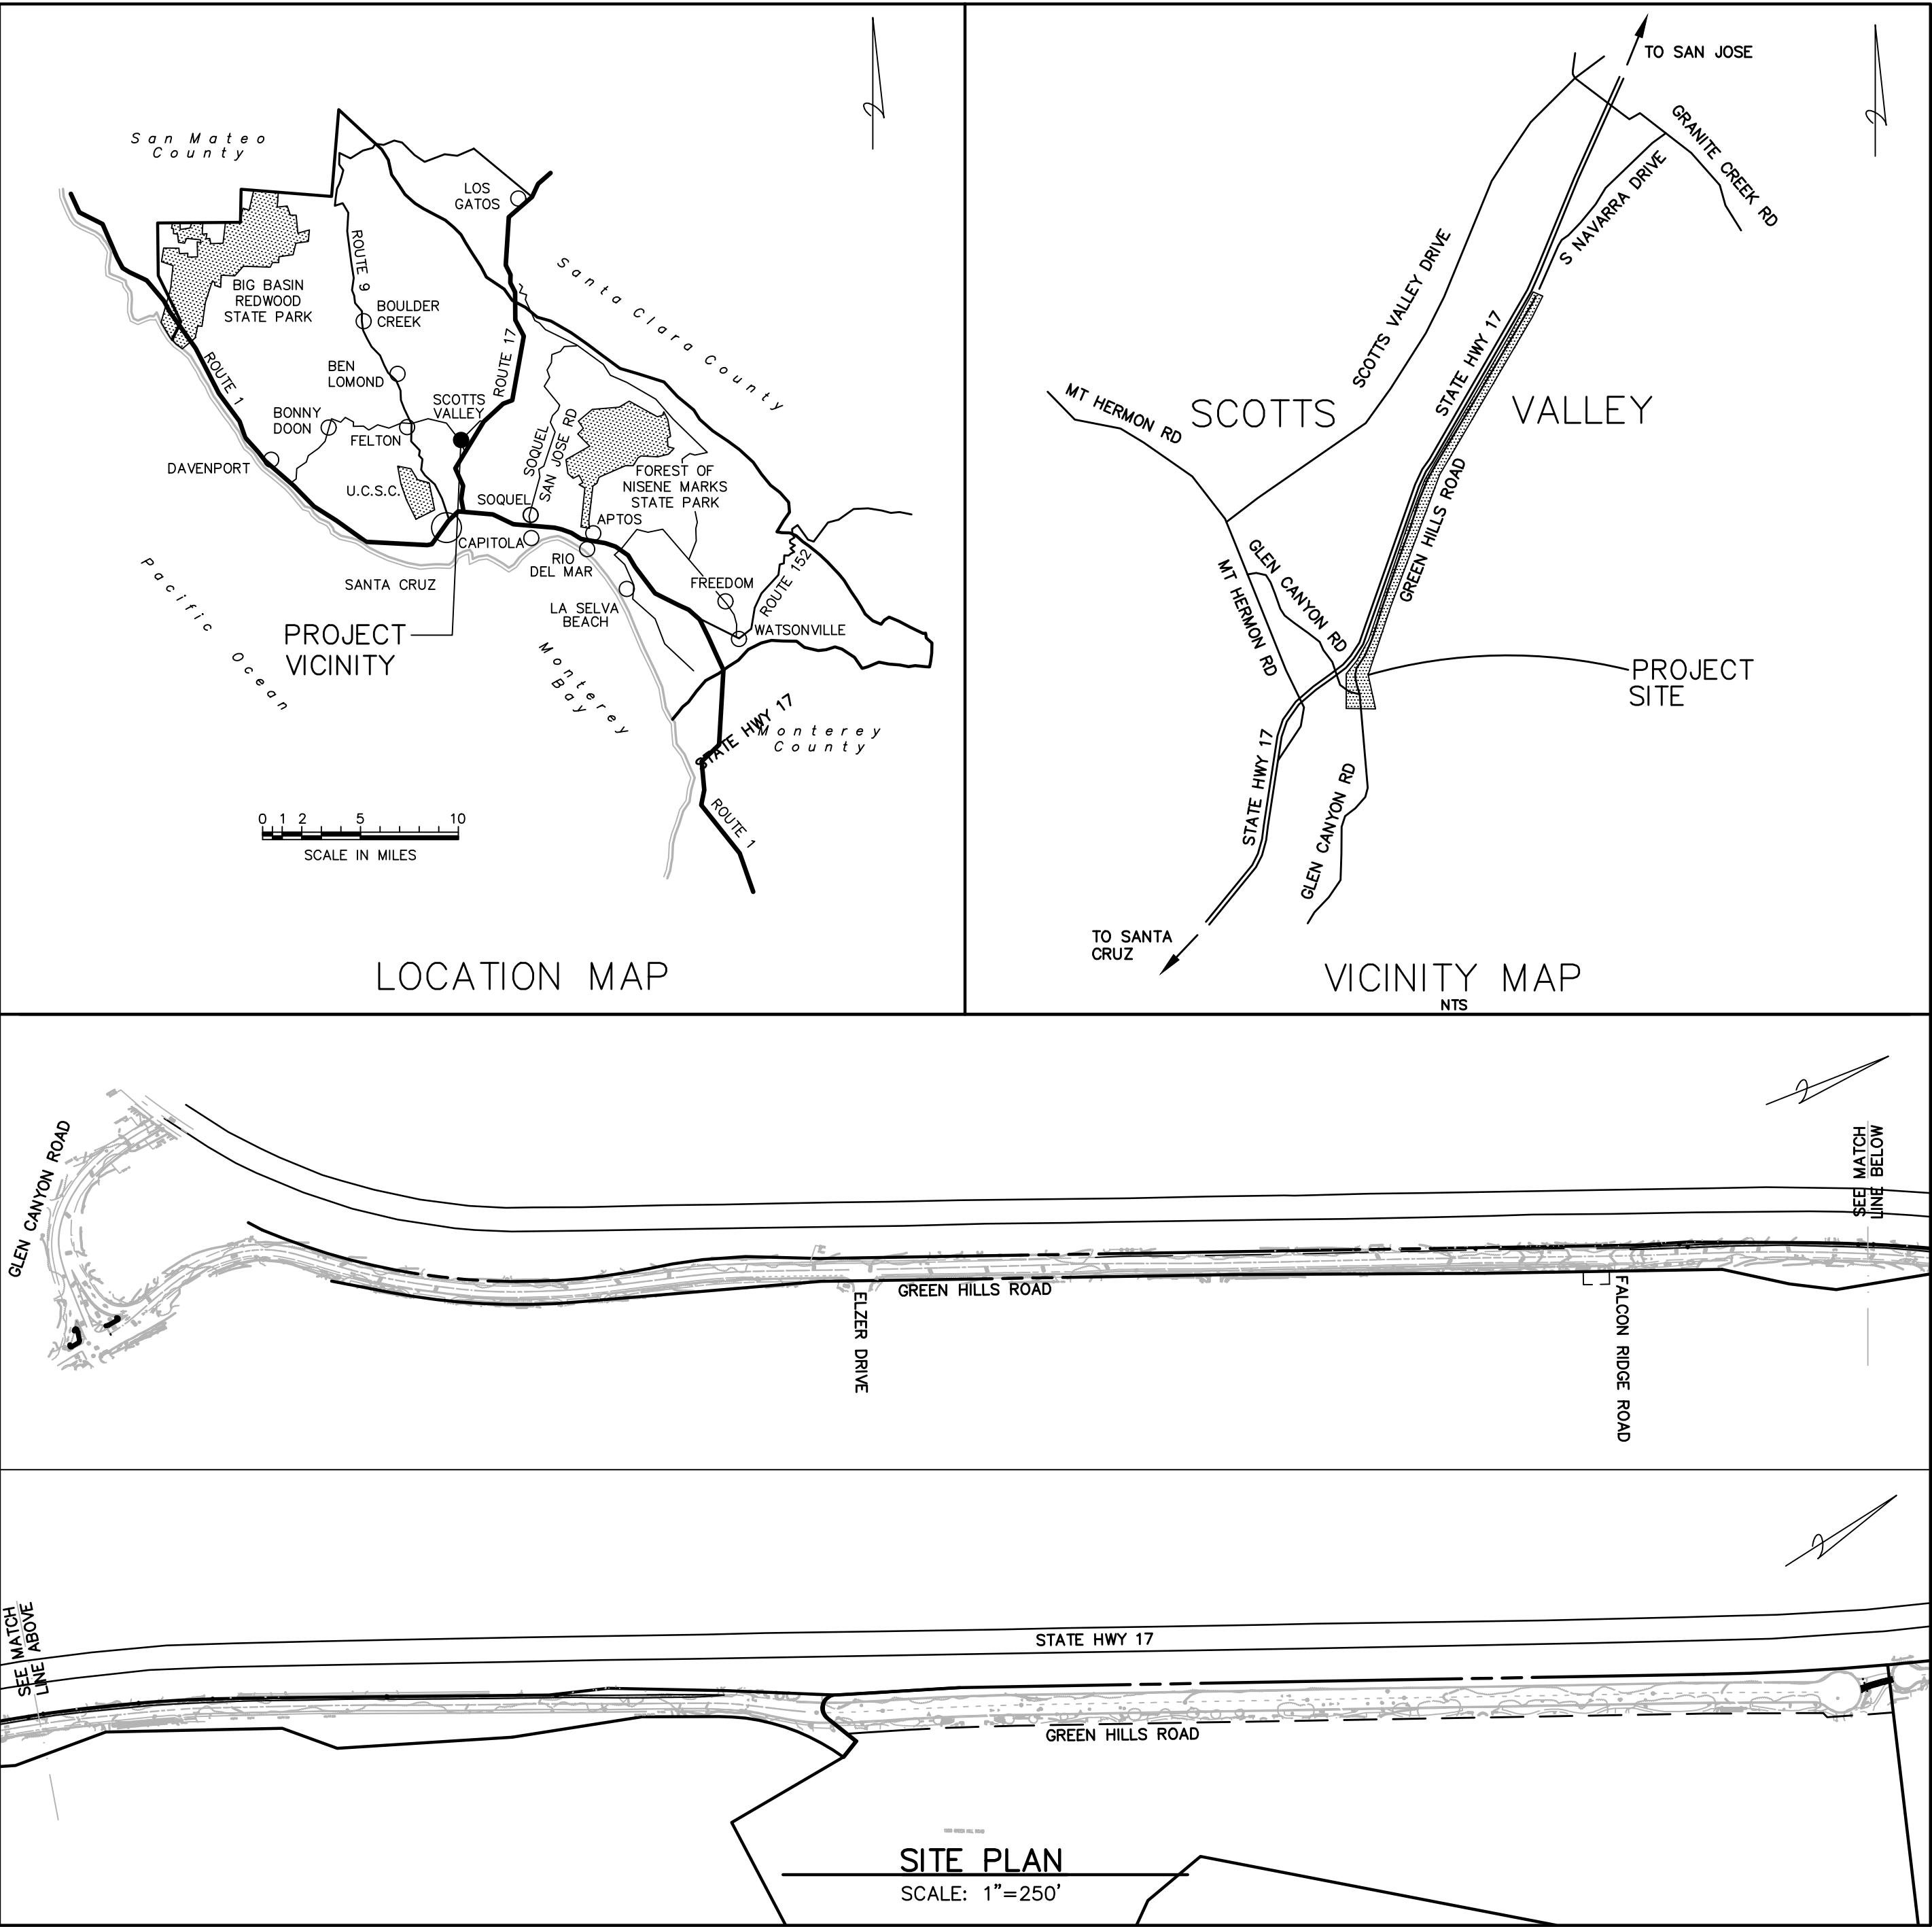 San Mateo
County
LOS
GATOS
Santa Clara County
ROUTE 9
BIG BASIN
REDWOOD
STATE PARK
BOULDER
CREEK
ROUTE 17
ROUTE 1
BEN
LOMOND
SCOTTS
VALLEY
BONNY
DOON
FELTON
DAVENPORT
SOQUEL
SAN JOSE RD
U.C.S.C.
FOREST OF
NISENE MARKS
STATE PARK
SOQUEL
APTOS
CAPITOLA
RIO
DEL MAR
SANTA CRUZ
FREEDOM
ROUTE 152
LA SELVA
BEACH
WATSONVILLE
Pacific Ocean
PROJECT
VICINITY
Monterey
Bay
STATE HWY 17
Monterey
County
ROUTE 1
0 1 2 5 10
SCALE IN MILES
LOCATION MAP
TO SAN JOSE
GRANITE CREEK RD
S NAVARRA DRIVE
SCOTTS VALLEY DRIVE
STATE HWY 17
MT HERMON RD
SCOTTS VALLEY
GREEN HILLS ROAD
GLEN CANYON RD
MT HERMON RD
PROJECT
SITE
STATE HWY 17
GLEN CANYON RD
TO SANTA
CRUZ
VICINITY MAP
NTS
GLEN CANYON ROAD
SEE MATCH
LINE BELOW
GREEN HILLS ROAD
ELZER DRIVE
FALCON RIDGE ROAD
SEE MATCH
LINE ABOVE
STATE HWY 17
GREEN HILLS ROAD
SITE PLAN
SCALE: 1"=250'